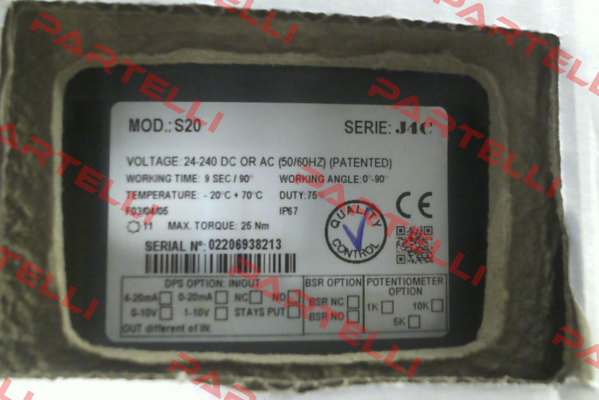 MOD.: S20 SERIE: J4C
VOLTAGE 24-240 DC OR AC (50/60HZ) (PATENTED)
WORKING TIME: 9 SEC / 90° WORKING ANGLE: 0°-90°
TEMPERATURE: - 20°C + 70°C DUTY: 75
F03/04/05 IP67
11 MAX. TORQUE: 25 Nm
SERIAL Nº: 02206938213
QUALITY CONTROL
DPS OPTION: IN/OUT
4-20mA 0-20mA NC NO
0-10V 1-10V STAYS PUT
OUT different of IN:
BSR OPTION
BSR NC
BSR NO
POTENTIOMETER OPTION
1K 10K
5K
PARTELLI
PARTELLI
PARTELLI
PARTELLI
PARTELLI
PARTELLI